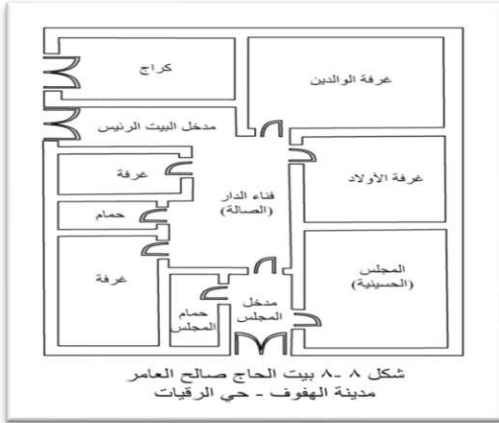 كراج
غرفة الوالدين
مدخل البيت الرئيس
غرفة
غرفة الأولاد
فناء الدار
(الصالة)
حمام
غرفة
المجلس
(الحسينية)
مدخل
المجلس
حمام
المجلس
شكل ٨ -٨ بيت الحاج صالح العامر
مدينة الهفوف - حي الرقيات